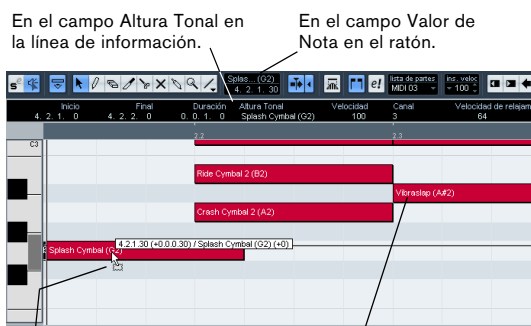 En el campo Altura Tonal en
la línea de información.
En el campo Valor de
Nota en el ratón.
Splas... (G2)
4. 2. 1. 30
lista de partes
MIDI 03
ins. veloc
100
Inicio Final Duración Altura Tonal Velocidad Canal Velocidad de relajam
4. 2. 1. 0 4. 2. 2. 0 0. 0. 1. 0 Splash Cymbal (G2) 100 3 64
2.2 2.3
C3
Ride Cymbal 2 (B2)
Vibraslap (A#2)
Crash Cymbal 2 (A2)
4.2.1.30 (+0.0.0.30) / Splash Cymbal (G2) (+0)
Splash Cymbal (G2)